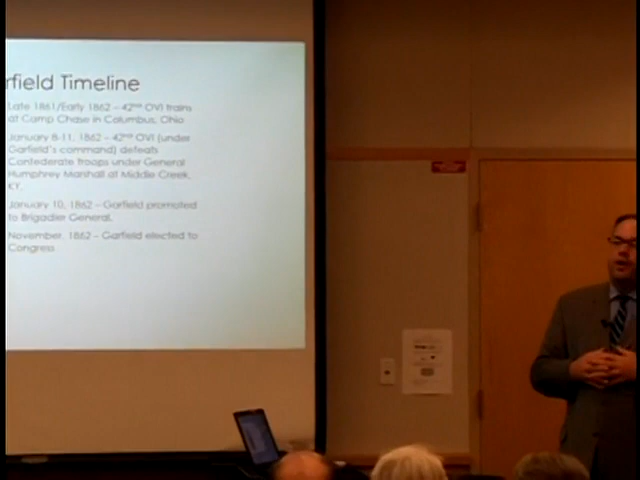 rfield Timeline
Late 1861/Early 1862 – 42nd OVI trains
at Camp Chase in Columbus, Ohio
January 8-11, 1862 – 42nd OVI (under
Garfield's command) defeats
Confederate troops under General
Humphrey Marshall at Middle Creek,
KY.
January 10, 1862 – Garfield promoted
to Brigadier General.
November, 1862 – Garfield elected to
Congress